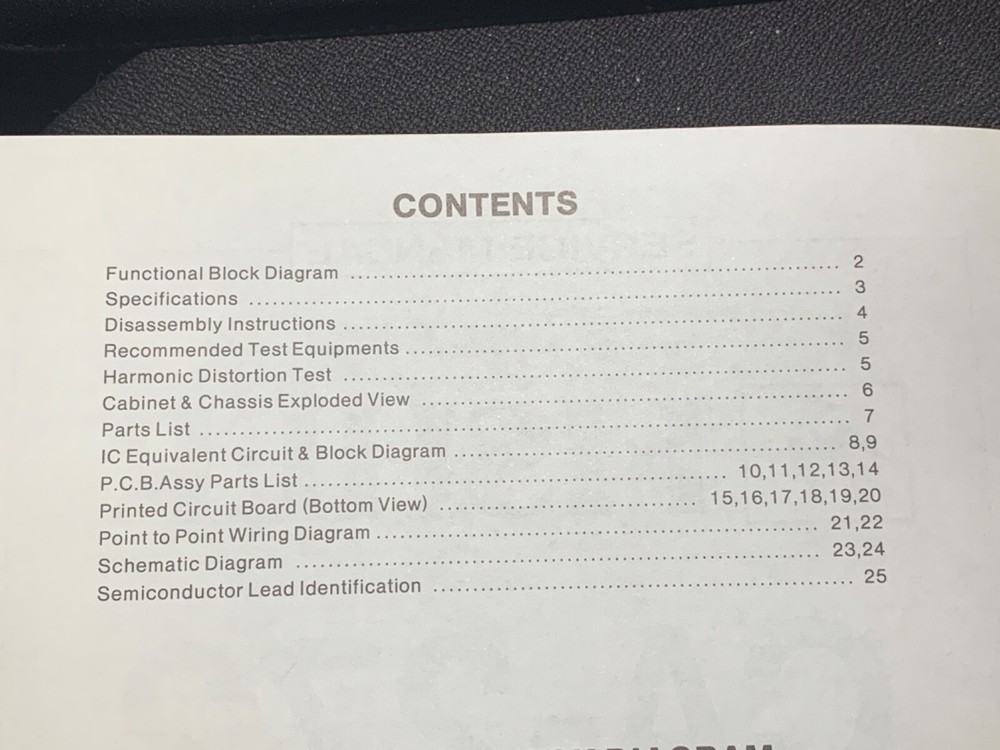 CONTENTS
Functional Block Diagram ........................................................ 2
Specifications .................................................................... 3
Disassembly Instructions ........................................................ 4
Recommended Test Equipments ................................................ 5
Harmonic Distortion Test ........................................................ 5
Cabinet & Chassis Exploded View .............................................. 6
Parts List .......................................................................... 7
IC Equivalent Circuit & Block Diagram ........................................ 8,9
P.C.B.Assy Parts List .............................................. 10,11,12,13,14
Printed Circuit Board (Bottom View) .......................... 15,16,17,18,19,20
Point to Point Wiring Diagram ................................................ 21,22
Schematic Diagram ............................................................ 23,24
Semiconductor Lead Identification .............................................. 25